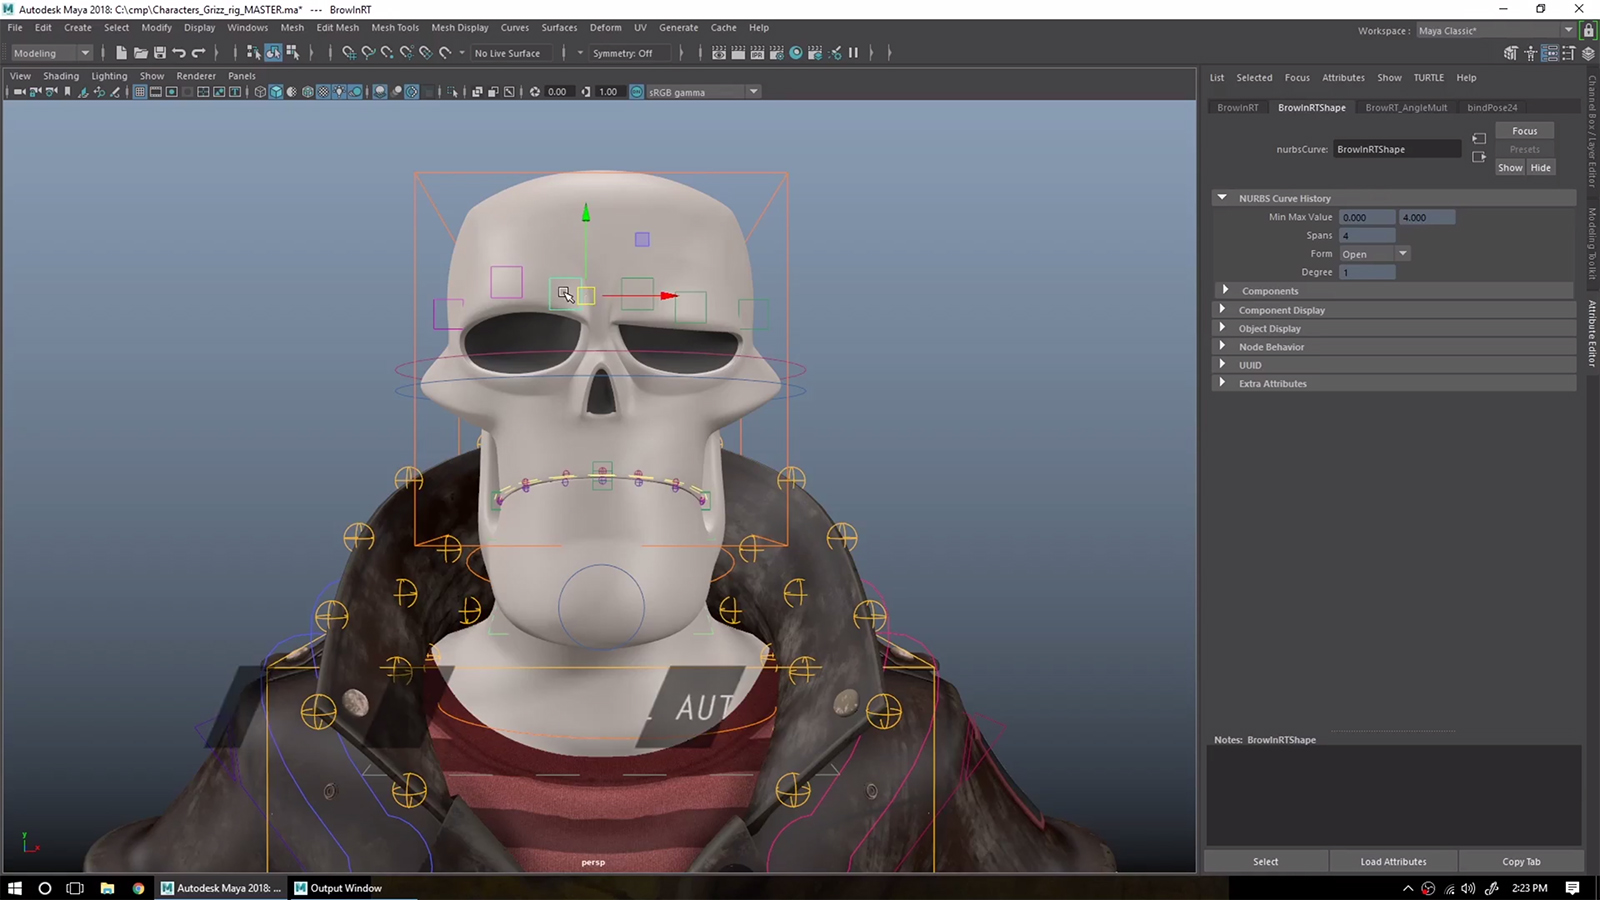 Autodesk Maya 2018: C:\cmp\Characters_Grizz_rig_MASTER.ma* --- BrowInRT
File Edit Create Select Modify Display Windows Mesh Edit Mesh Mesh Tools Mesh Display Curves Surfaces Deform UV Generate Cache Help
Workspace : Maya Classic*
Modeling
No Live Surface
Symmetry: Off
View Shading Lighting Show Renderer Panels
0.00
1.00
sRGB gamma
List Selected Focus Attributes Show TURTLE Help
BrowInRT BrowInRTShape BrowRT_AngleMult bindPose24
nurbsCurve: BrowInRTShape
Focus
Presets
Show Hide
NURBS Curve History
Min Max Value 0.000 4.000
Spans 4
Form Open
Degree 1
Components
Component Display
Object Display
Node Behavior
UUID
Extra Attributes
Channel Box / Layer Editor
Modeling Toolkit
Attribute Editor
AUT
Notes: BrowInRTShape
y
x
persp
Select Load Attributes Copy Tab
Autodesk Maya 2018: ...
Output Window
2:23 PM